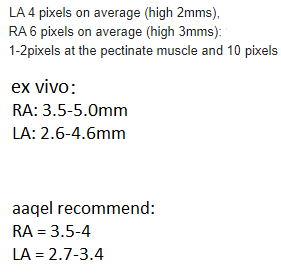 LA 4 pixels on average (high 2mms),
RA 6 pixels on average (high 3mms):
1-2pixels at the pectinate muscle and 10 pixels
ex vivo:
RA: 3.5-5.0mm
LA: 2.6-4.6mm
aaqel recommend:
RA = 3.5-4
LA = 2.7-3.4